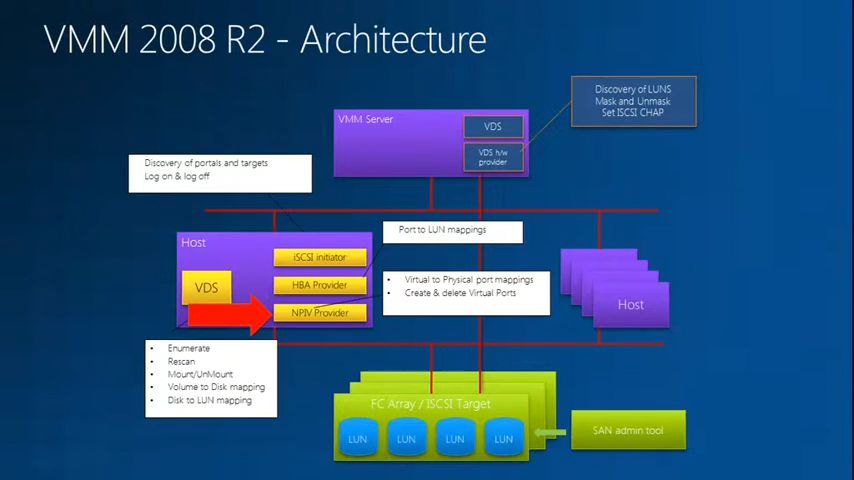 VMM 2008 R2 - Architecture
Discovery of LUNS
Mask and Unmask
Set ISCSI CHAP
VMM Server
VDS
VDS h/w
provider
Discovery of portals and targets
Log on & log off
Port to LUN mappings
Host
iSCSI initiator
HBA Provider
NPIV Provider
VDS
• Virtual to Physical port mappings
• Create & delete Virtual Ports
Host
• Enumerate
• Rescan
• Mount/UnMount
• Volume to Disk mapping
• Disk to LUN mapping
FC Array / ISCSI Target
LUN
LUN
LUN
LUN
SAN admin tool